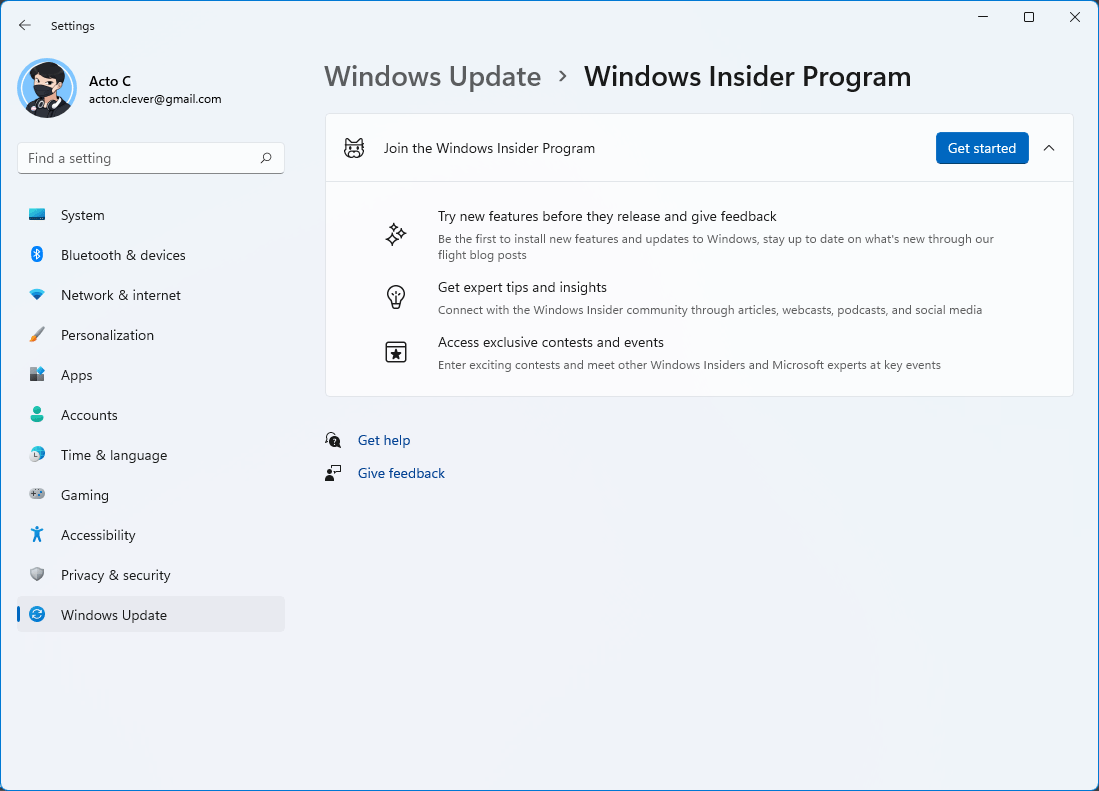 Settings
Acto C
acton.clever@gmail.com
Find a setting
System
Bluetooth & devices
Network & internet
Personalization
Apps
Accounts
Time & language
Gaming
Accessibility
Privacy & security
Windows Update
Windows Update > Windows Insider Program
Join the Windows Insider Program
Get started
Try new features before they release and give feedback
Be the first to install new features and updates to Windows, stay up to date on what's new through our
flight blog posts
Get expert tips and insights
Connect with the Windows Insider community through articles, webcasts, podcasts, and social media
Access exclusive contests and events
Enter exciting contests and meet other Windows Insiders and Microsoft experts at key events
Get help
Give feedback